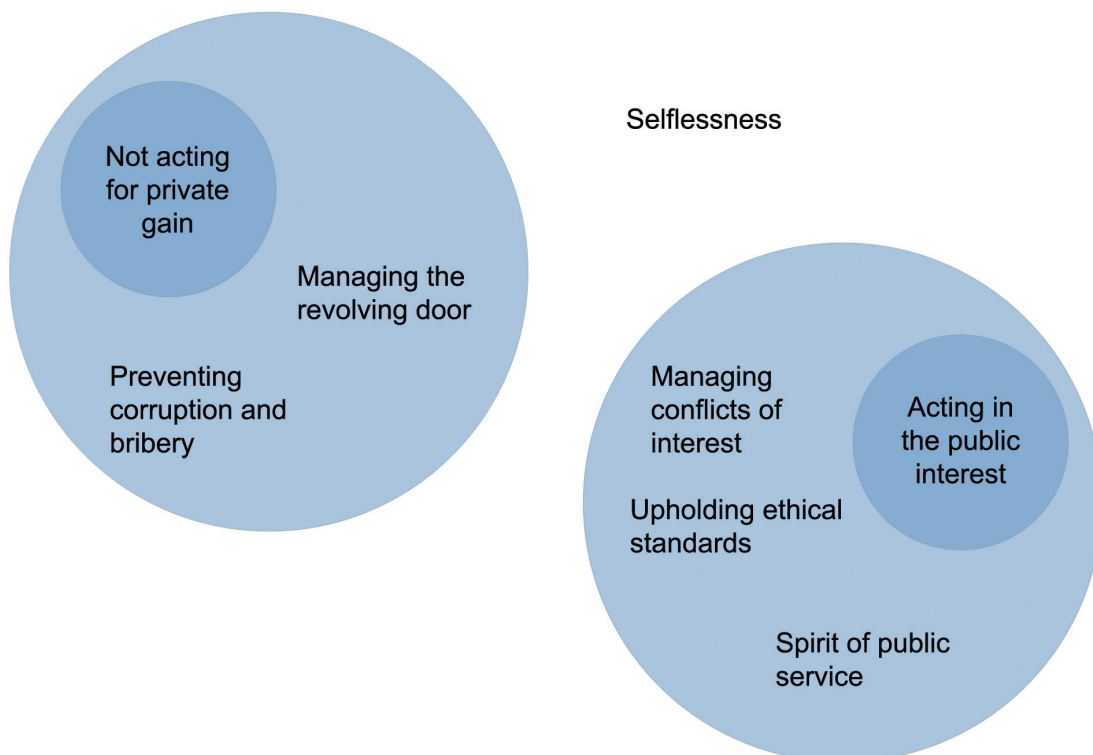 Not acting
for private
gain
Managing the
revolving door
Preventing
corruption and
bribery
Selflessness
Managing
conflicts of
interest
Acting in
the public
interest
Upholding ethical
standards
Spirit of public
service